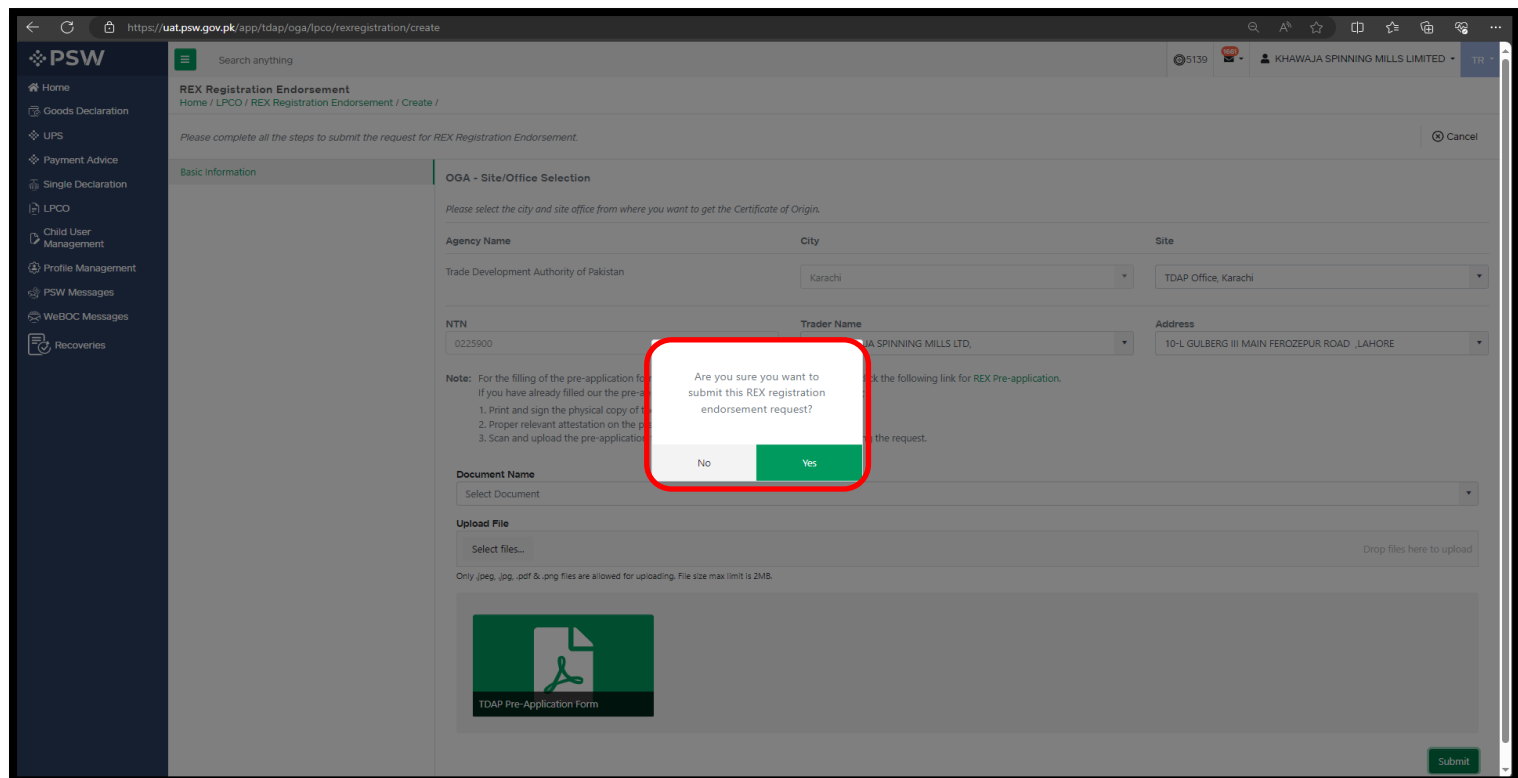 https://uat.psw.gov.pk/app/tdap/oga/lpco/rexregistration/create
PSW
Search anything
5139
KHAWAJA SPINNING MILLS LIMITED
TR
Home
Goods Declaration
UPS
Payment Advice
Single Declaration
LPCO
Child User
Management
Profile Management
PSW Messages
WeBOC Messages
Recoveries
REX Registration Endorsement
Home / LPCO / REX Registration Endorsement / Create /
Please complete all the steps to submit the request for REX Registration Endorsement.
Cancel
Basic Information
OGA - Site/Office Selection
Please select the city and site office from where you want to get the Certificate of Origin.
Agency Name City Site
Trade Development Authority of Pakistan Karachi TDAP Office, Karachi
NTN Trader Name Address
0225900 JA SPINNING MILLS LTD, 10-L GULBERG III MAIN FEROZEPUR ROAD ,LAHORE
Note: For the filling of the pre-application for k the following link for REX Pre-application.
If you have already filled our the pre-a
1. Print and sign the physical copy of t
2. Proper relevant attestation on the p
3. Scan and upload the pre-application g the request.
Are you sure you want to
submit this REX registration
endorsement request?
No Yes
Document Name
Select Document
Upload File
Select files...
Drop files here to upload
Only .jpeg, .jpg, .pdf & .png files are allowed for uploading. File size max limit is 2MB.
TDAP Pre-Application Form
Submit